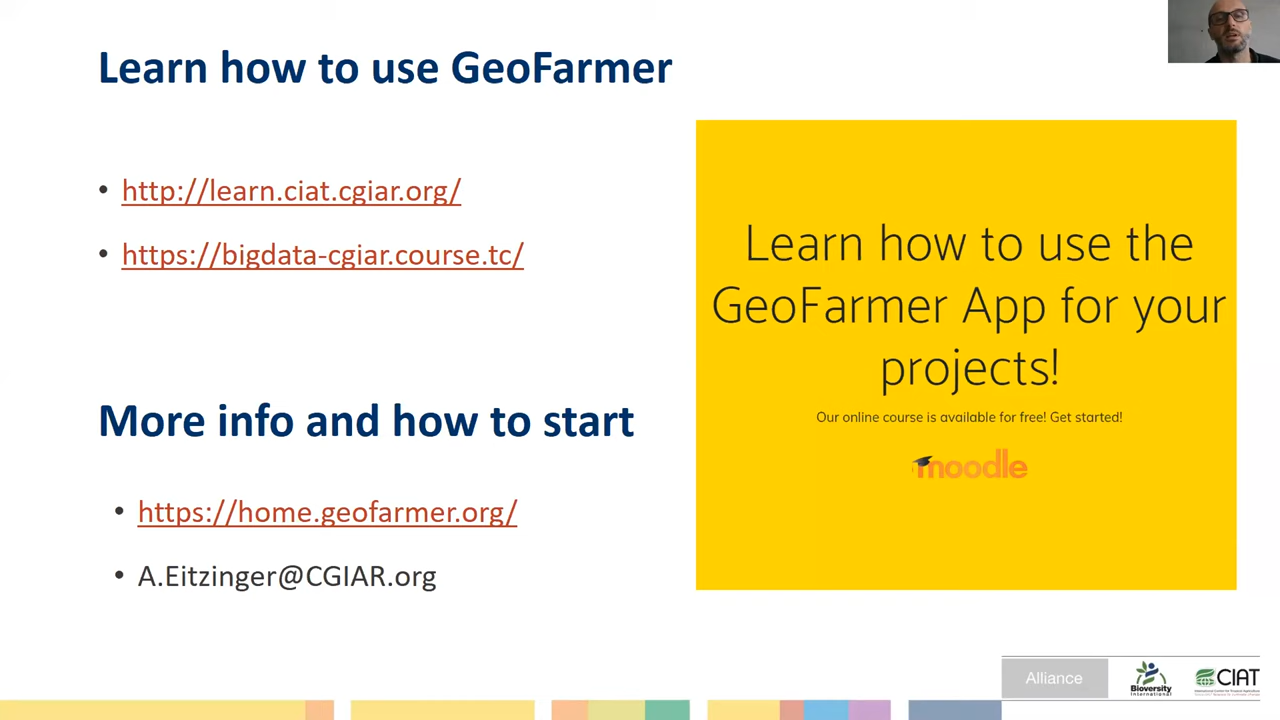 Learn how to use GeoFarmer
• http://learn.ciat.cgiar.org/
• https://bigdata-cgiar.course.tc/
More info and how to start
• https://home.geofarmer.org/
• A.Eitzinger@CGIAR.org
Learn how to use the
GeoFarmer App for your
projects!
Our online course is available for free! Get started!
moodle
Alliance
Bioversity
International
CIAT